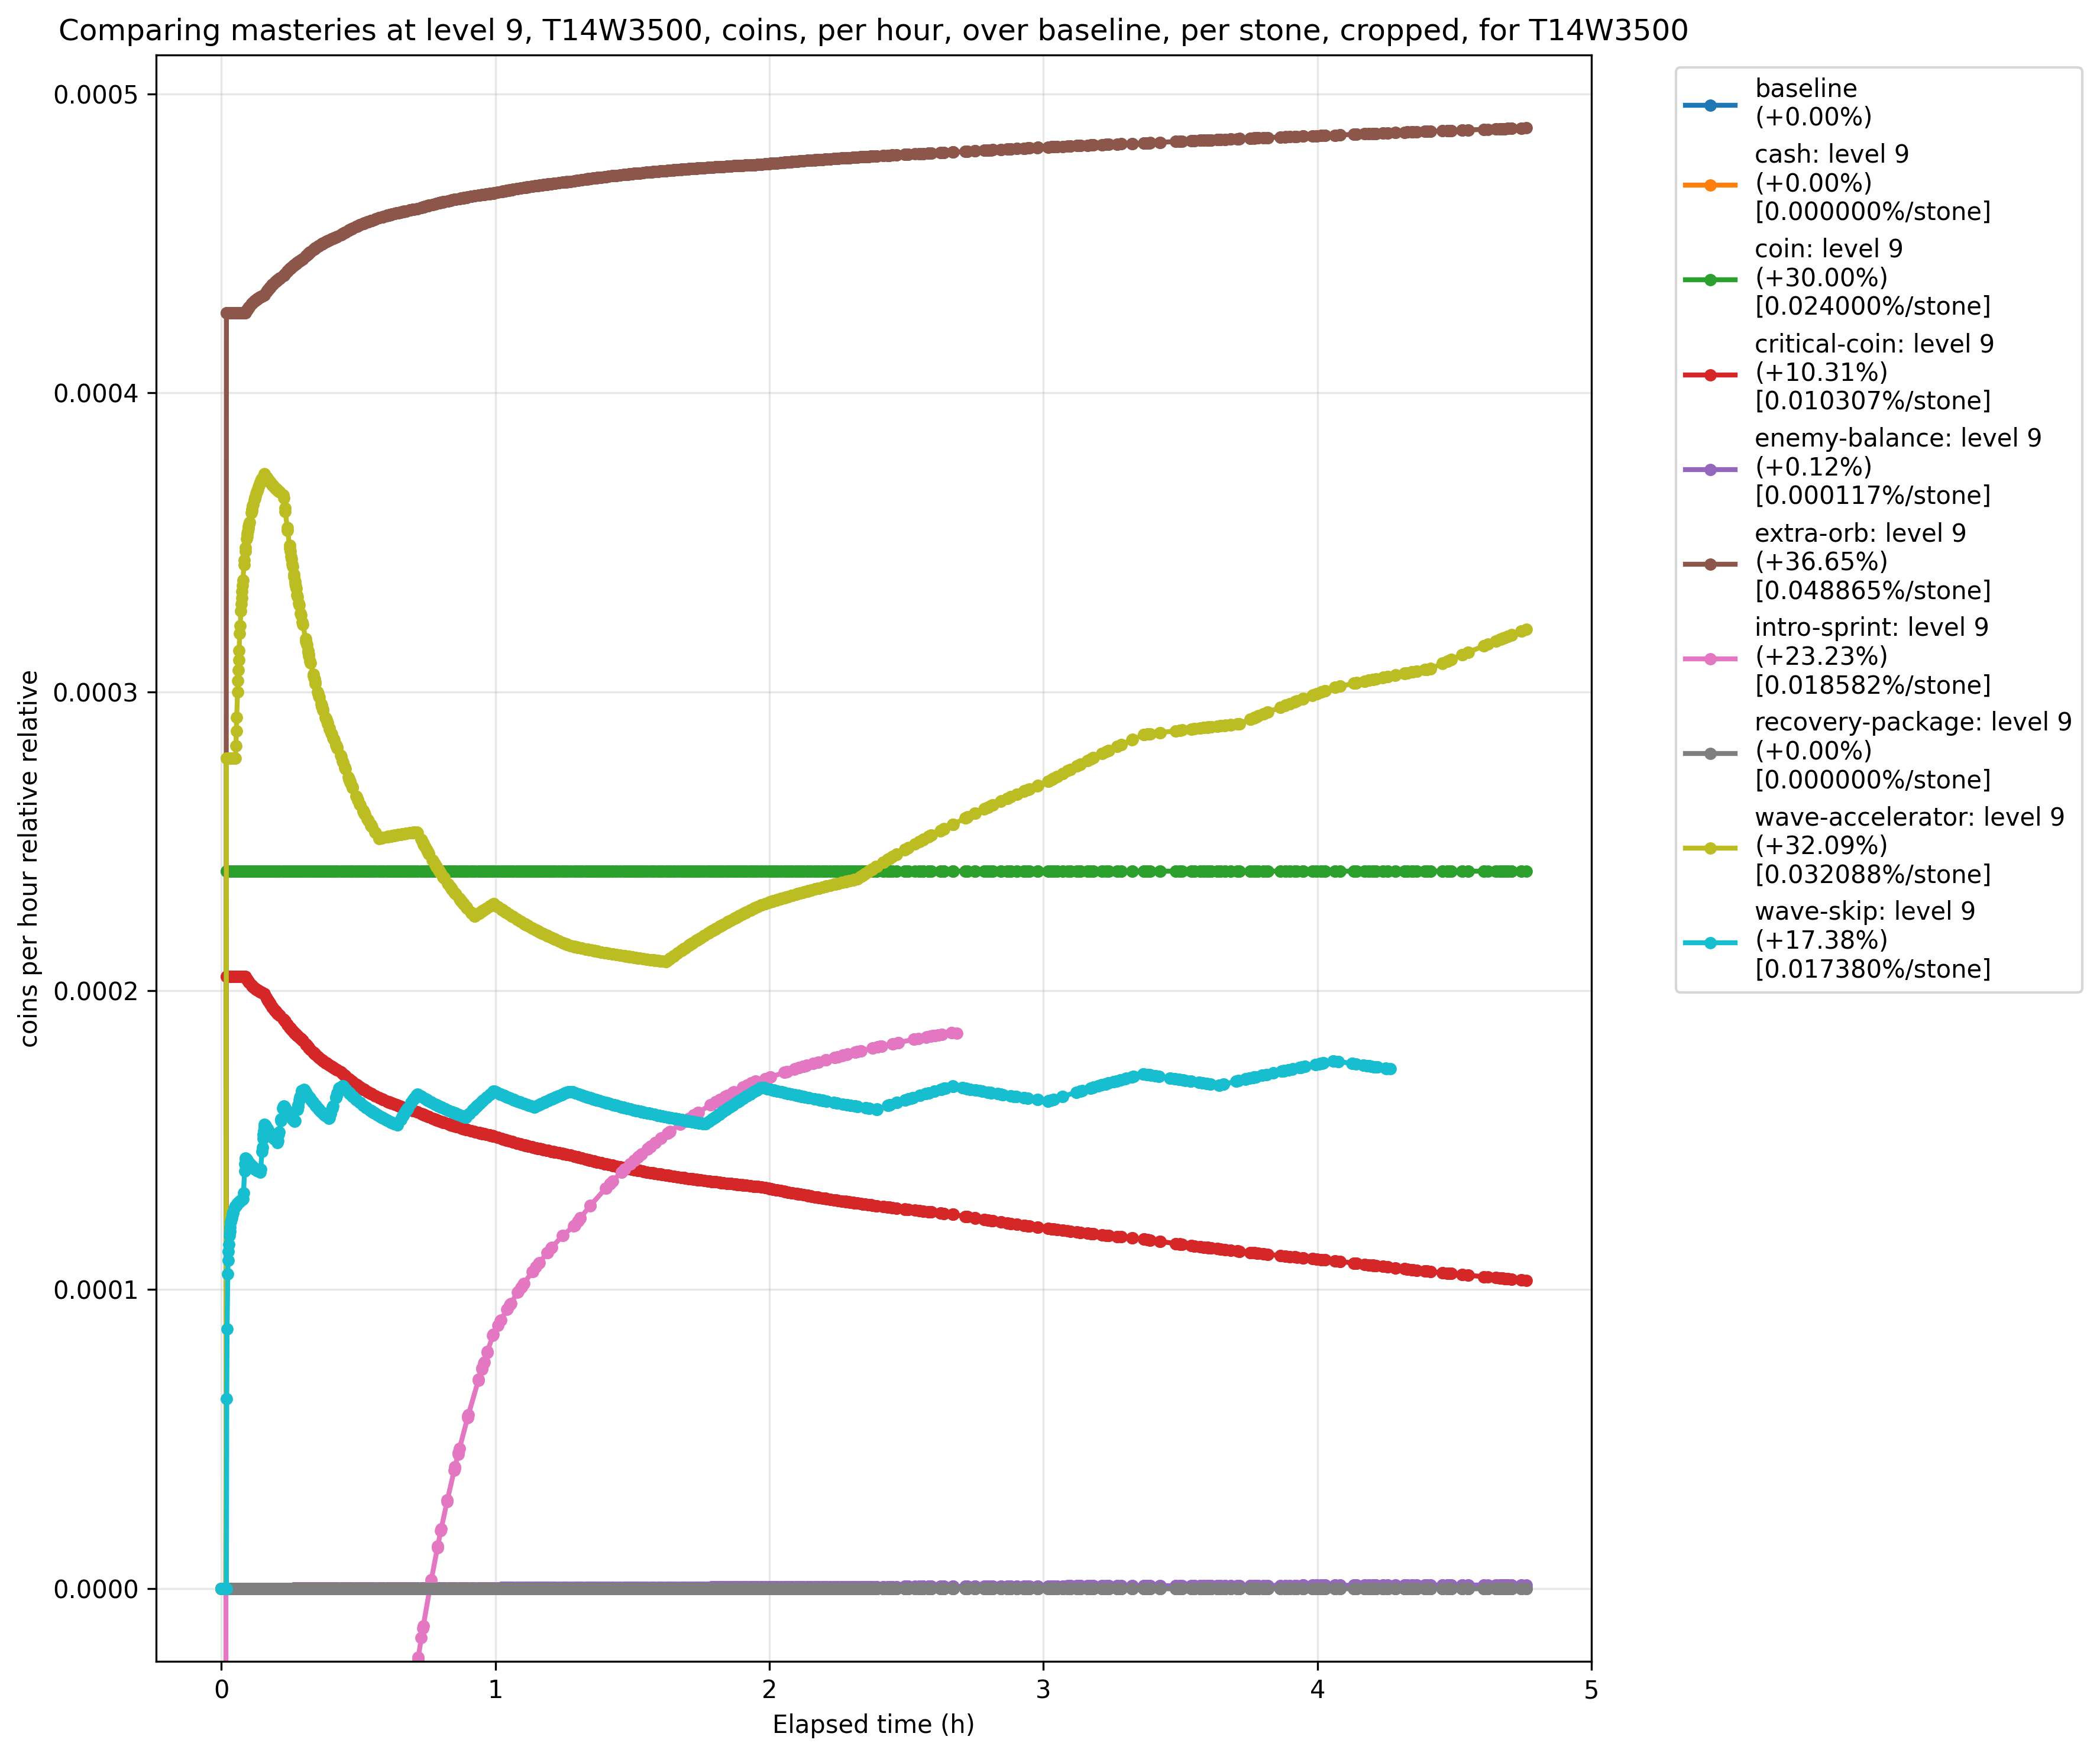 Comparing masteries at level 9, T14W3500, coins, per hour, over baseline, per stone, cropped, for T14W3500
coins per hour relative relative
0.0005
0.0004
0.0003
0.0002
0.0001
0.0000
0
1
2
3
4
5
Elapsed time (h)
baseline
(+0.00%)
cash: level 9
(+0.00%)
[0.000000%/stone]
coin: level 9
(+30.00%)
[0.024000%/stone]
critical-coin: level 9
(+10.31%)
[0.010307%/stone]
enemy-balance: level 9
(+0.12%)
[0.000117%/stone]
extra-orb: level 9
(+36.65%)
[0.048865%/stone]
intro-sprint: level 9
(+23.23%)
[0.018582%/stone]
recovery-package: level 9
(+0.00%)
[0.000000%/stone]
wave-accelerator: level 9
(+32.09%)
[0.032088%/stone]
wave-skip: level 9
(+17.38%)
[0.017380%/stone]